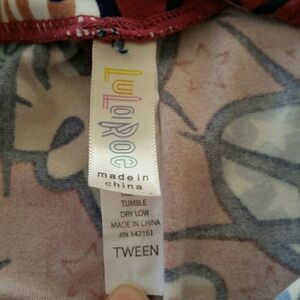 LuLaRoe
made in
china
TUMBLE
DRY LOW
MADE IN CHINA
RN 142161
TWEEN